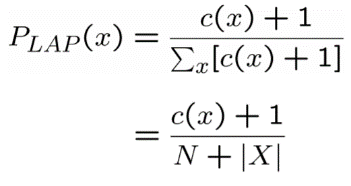 P_{LAP}(x) = \frac{c(x) + 1}{\sum_x [c(x) + 1]}
= \frac{c(x) + 1}{N + |X|}